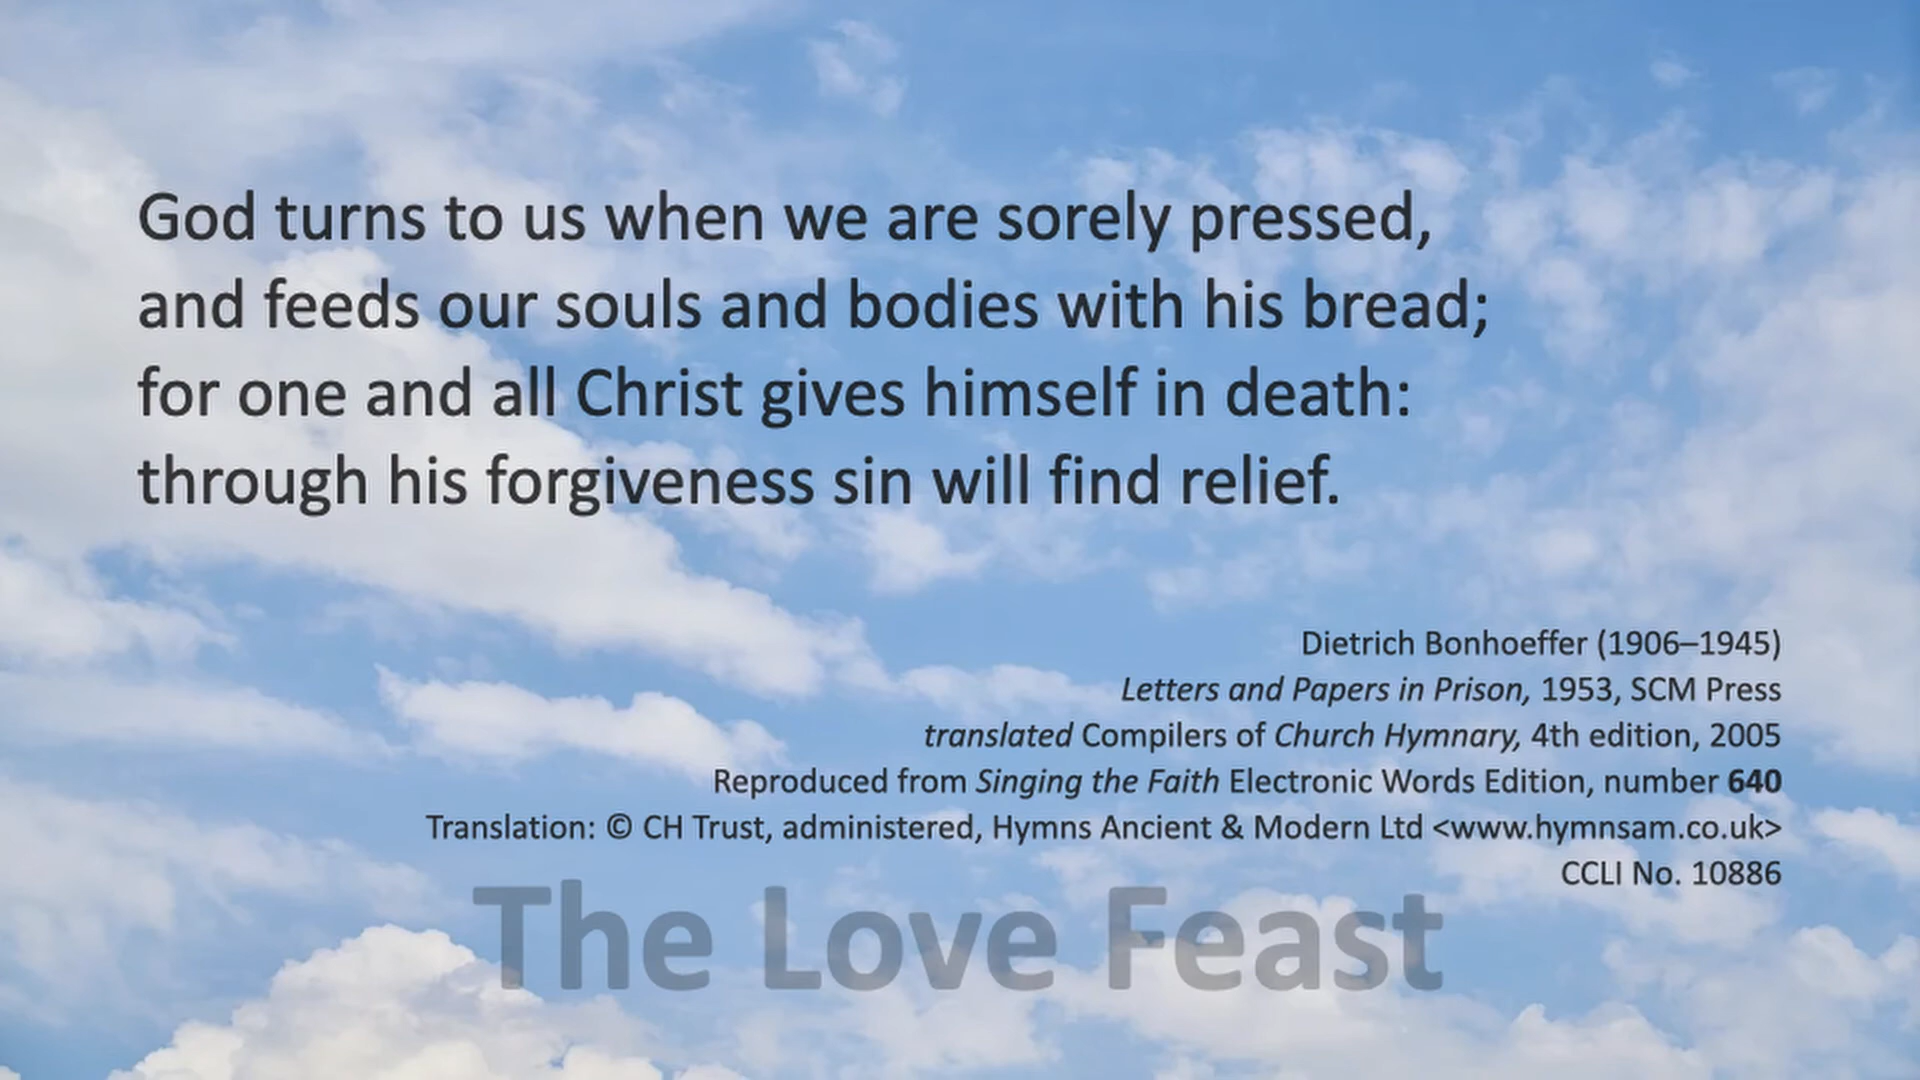 God turns to us when we are sorely pressed,
and feeds our souls and bodies with his bread;
for one and all Christ gives himself in death:
through his forgiveness sin will find relief.
Dietrich Bonhoeffer (1906–1945)
Letters and Papers in Prison, 1953, SCM Press
translated Compilers of Church Hymnary, 4th edition, 2005
Reproduced from Singing the Faith Electronic Words Edition, number 640
Translation: © CH Trust, administered, Hymns Ancient & Modern Ltd <www.hymnsam.co.uk>
CCLI No. 10886
The Love Feast